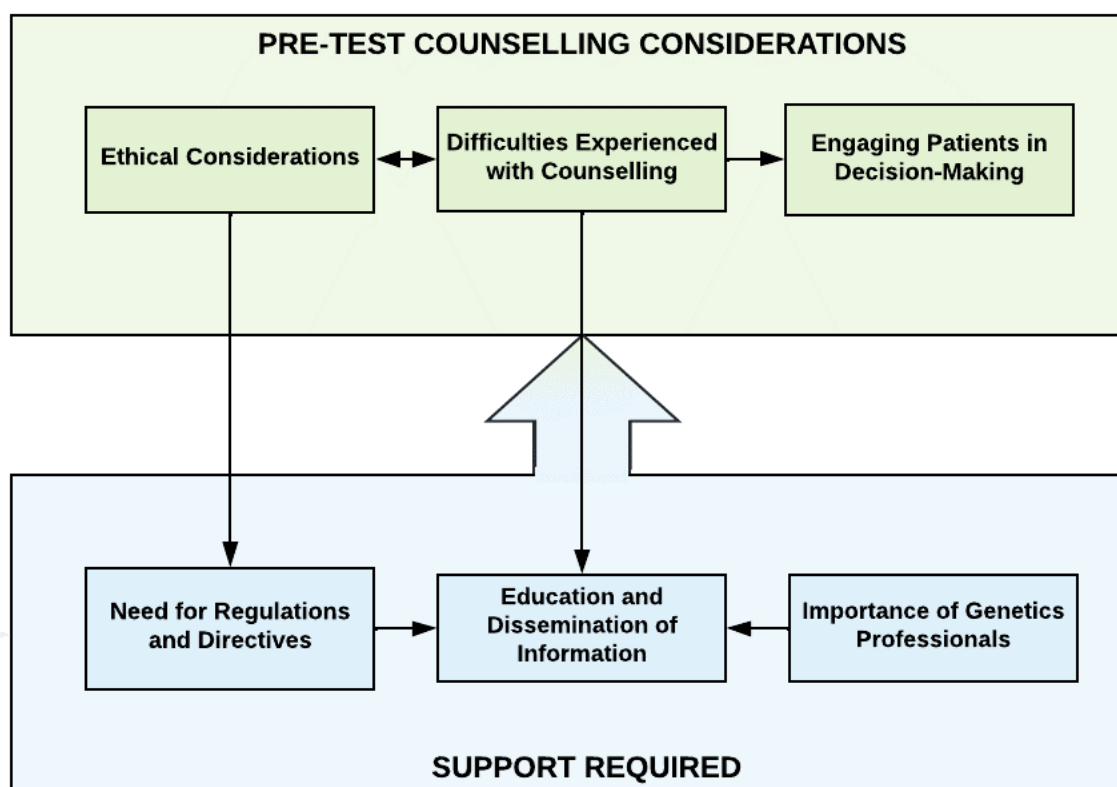 PRE-TEST COUNSELLING CONSIDERATIONS
Ethical Considerations
Difficulties Experienced
with Counselling
Engaging Patients in
Decision-Making
Need for Regulations
and Directives
Education and
Dissemination of
Information
Importance of Genetics
Professionals
SUPPORT REQUIRED